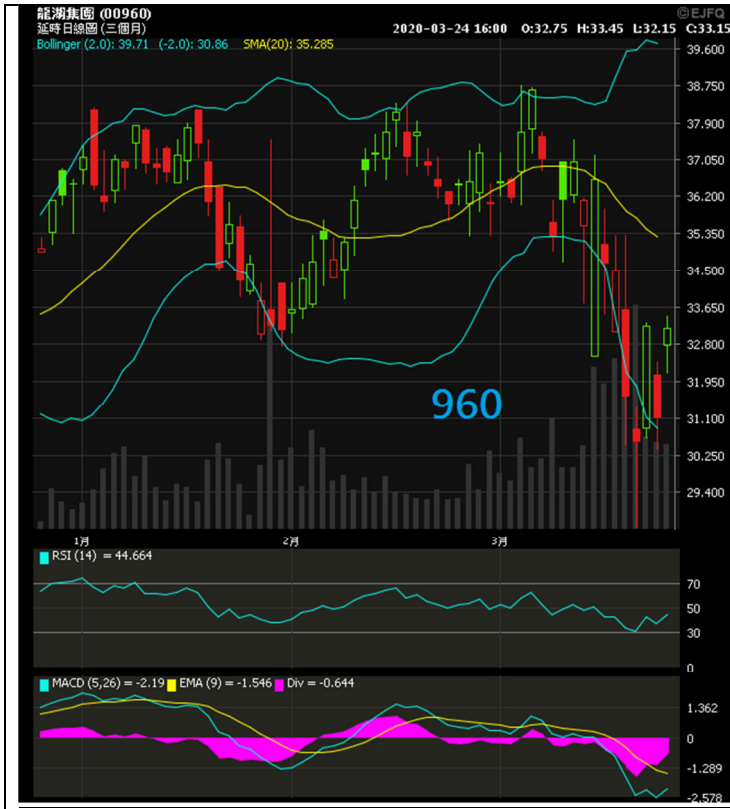 龍湖集團 (00960)
©EJFQ
延時日線圖 (三個月)
2020-03-24 16:00 O:32.75 H:33.45 L:32.15 C:33.15
Bollinger (2.0): 39.71 (-2.0): 30.86 SMA(20): 35.285
39.600
38.750
37.900
37.050
36.200
35.350
34.500
33.650
32.800
31.950
960
31.100
30.250
29.400
1月 2月 3月
RSI (14) = 44.664
70
50
30
0
MACD (5,26) = -2.19 EMA (9) = -1.546 Div = -0.644
1.362
0
-1.289
-2.578